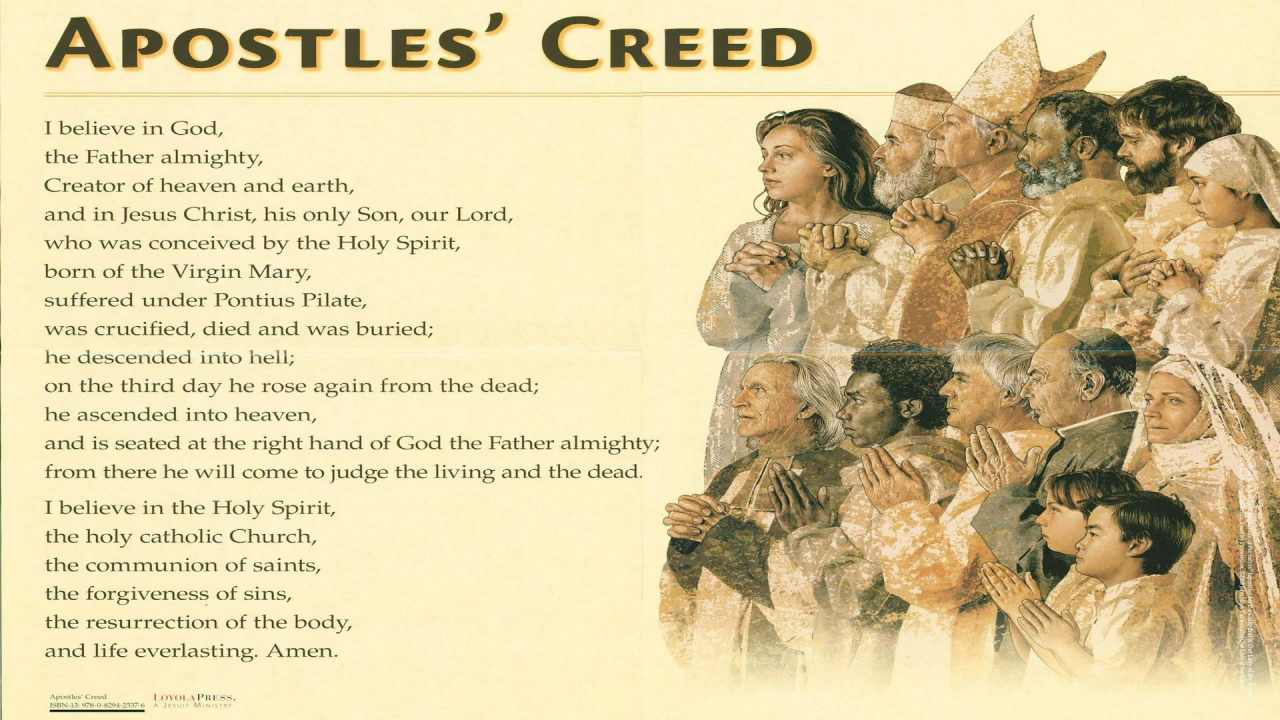 APOSTLES' CREED
I believe in God,
the Father almighty,
Creator of heaven and earth,
and in Jesus Christ, his only Son, our Lord,
who was conceived by the Holy Spirit,
born of the Virgin Mary,
suffered under Pontius Pilate,
was crucified, died and was buried;
he descended into hell;
on the third day he rose again from the dead;
he ascended into heaven,
and is seated at the right hand of God the Father almighty;
from there he will come to judge the living and the dead.
I believe in the Holy Spirit,
the holy catholic Church,
the communion of saints,
the forgiveness of sins,
the resurrection of the body,
and life everlasting. Amen.
Apostles' Creed
ISBN-13: 978-0-8294-2537-6
LOYOLAPRESS.
A JESUIT MINISTRY